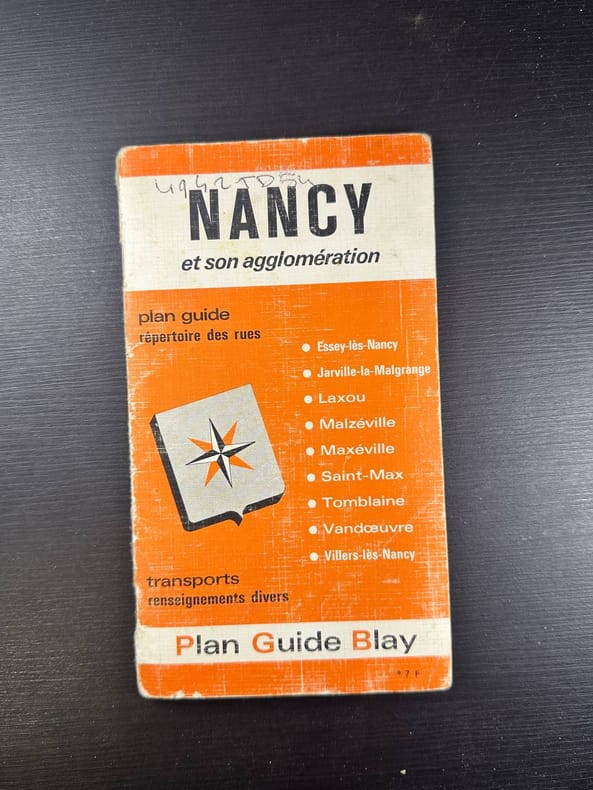 NANCY
et son agglomération
plan guide
répertoire des rues
Essey-lès-Nancy
Jarville-la-Malgrange
Laxou
Malzéville
Maxéville
Saint-Max
Tomblaine
Vandœuvre
Villers-lès-Nancy
transports
renseignements divers
Plan Guide Blay
* 7 F